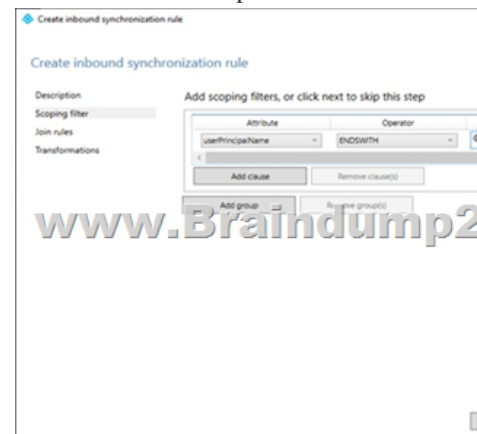 Create inbound synchronization rule
Create inbound synchronization rule
Description
Add scoping filters, or click next to skip this step
Scoping filter
Join rules
Transformations
Attribute Operator
userPrincipalName ENDSWITH
Add clause Remove clause(s)
Add group Remove group(s)
www.Braindump2